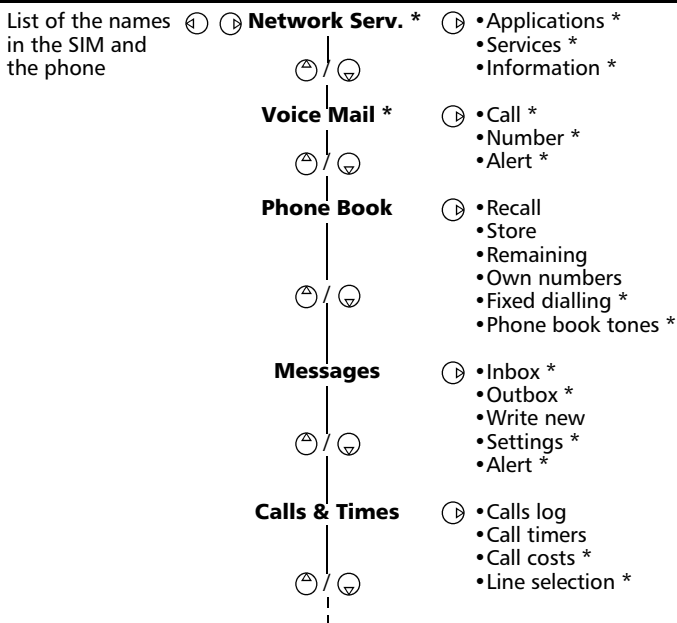 List of the names Network Serv. * •Applications *
in the SIM and •Services *
the phone •Information *
/
Voice Mail * •Call *
•Number *
/ •Alert *
Phone Book •Recall
•Store
•Remaining
•Own numbers
/ •Fixed dialling *
•Phone book tones *
Messages •Inbox *
•Outbox *
•Write new
/ •Settings *
•Alert *
Calls & Times •Calls log
•Call timers
•Call costs *
/ •Line selection *